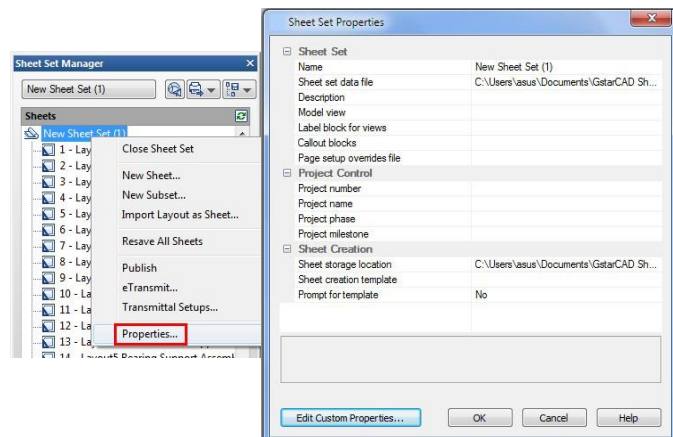 Sheet Set Manager
New Sheet Set (1)
Sheets
New Sheet Set (1)
1 - Lay
2 - Lay
3 - Lay
4 - Lay
5 - Lay
6 - Lay
7 - Lay
8 - Lay
9 - Lay
10 - La
11 - La
12 - La
13 - La
14 - Layout5 Bearing Support Assembl
Close Sheet Set
New Sheet...
New Subset...
Import Layout as Sheet...
Resave All Sheets
Publish
eTransmit...
Transmittal Setups...
Properties...
Sheet Set Properties
Sheet Set
Name New Sheet Set (1)
Sheet set data file C:\Users\asus\Documents\GstarCAD Sh...
Description
Model view
Label block for views
Callout blocks
Page setup overrides file
Project Control
Project number
Project name
Project phase
Project milestone
Sheet Creation
Sheet storage location C:\Users\asus\Documents\GstarCAD Sh...
Sheet creation template
Prompt for template No
Edit Custom Properties... OK Cancel Help